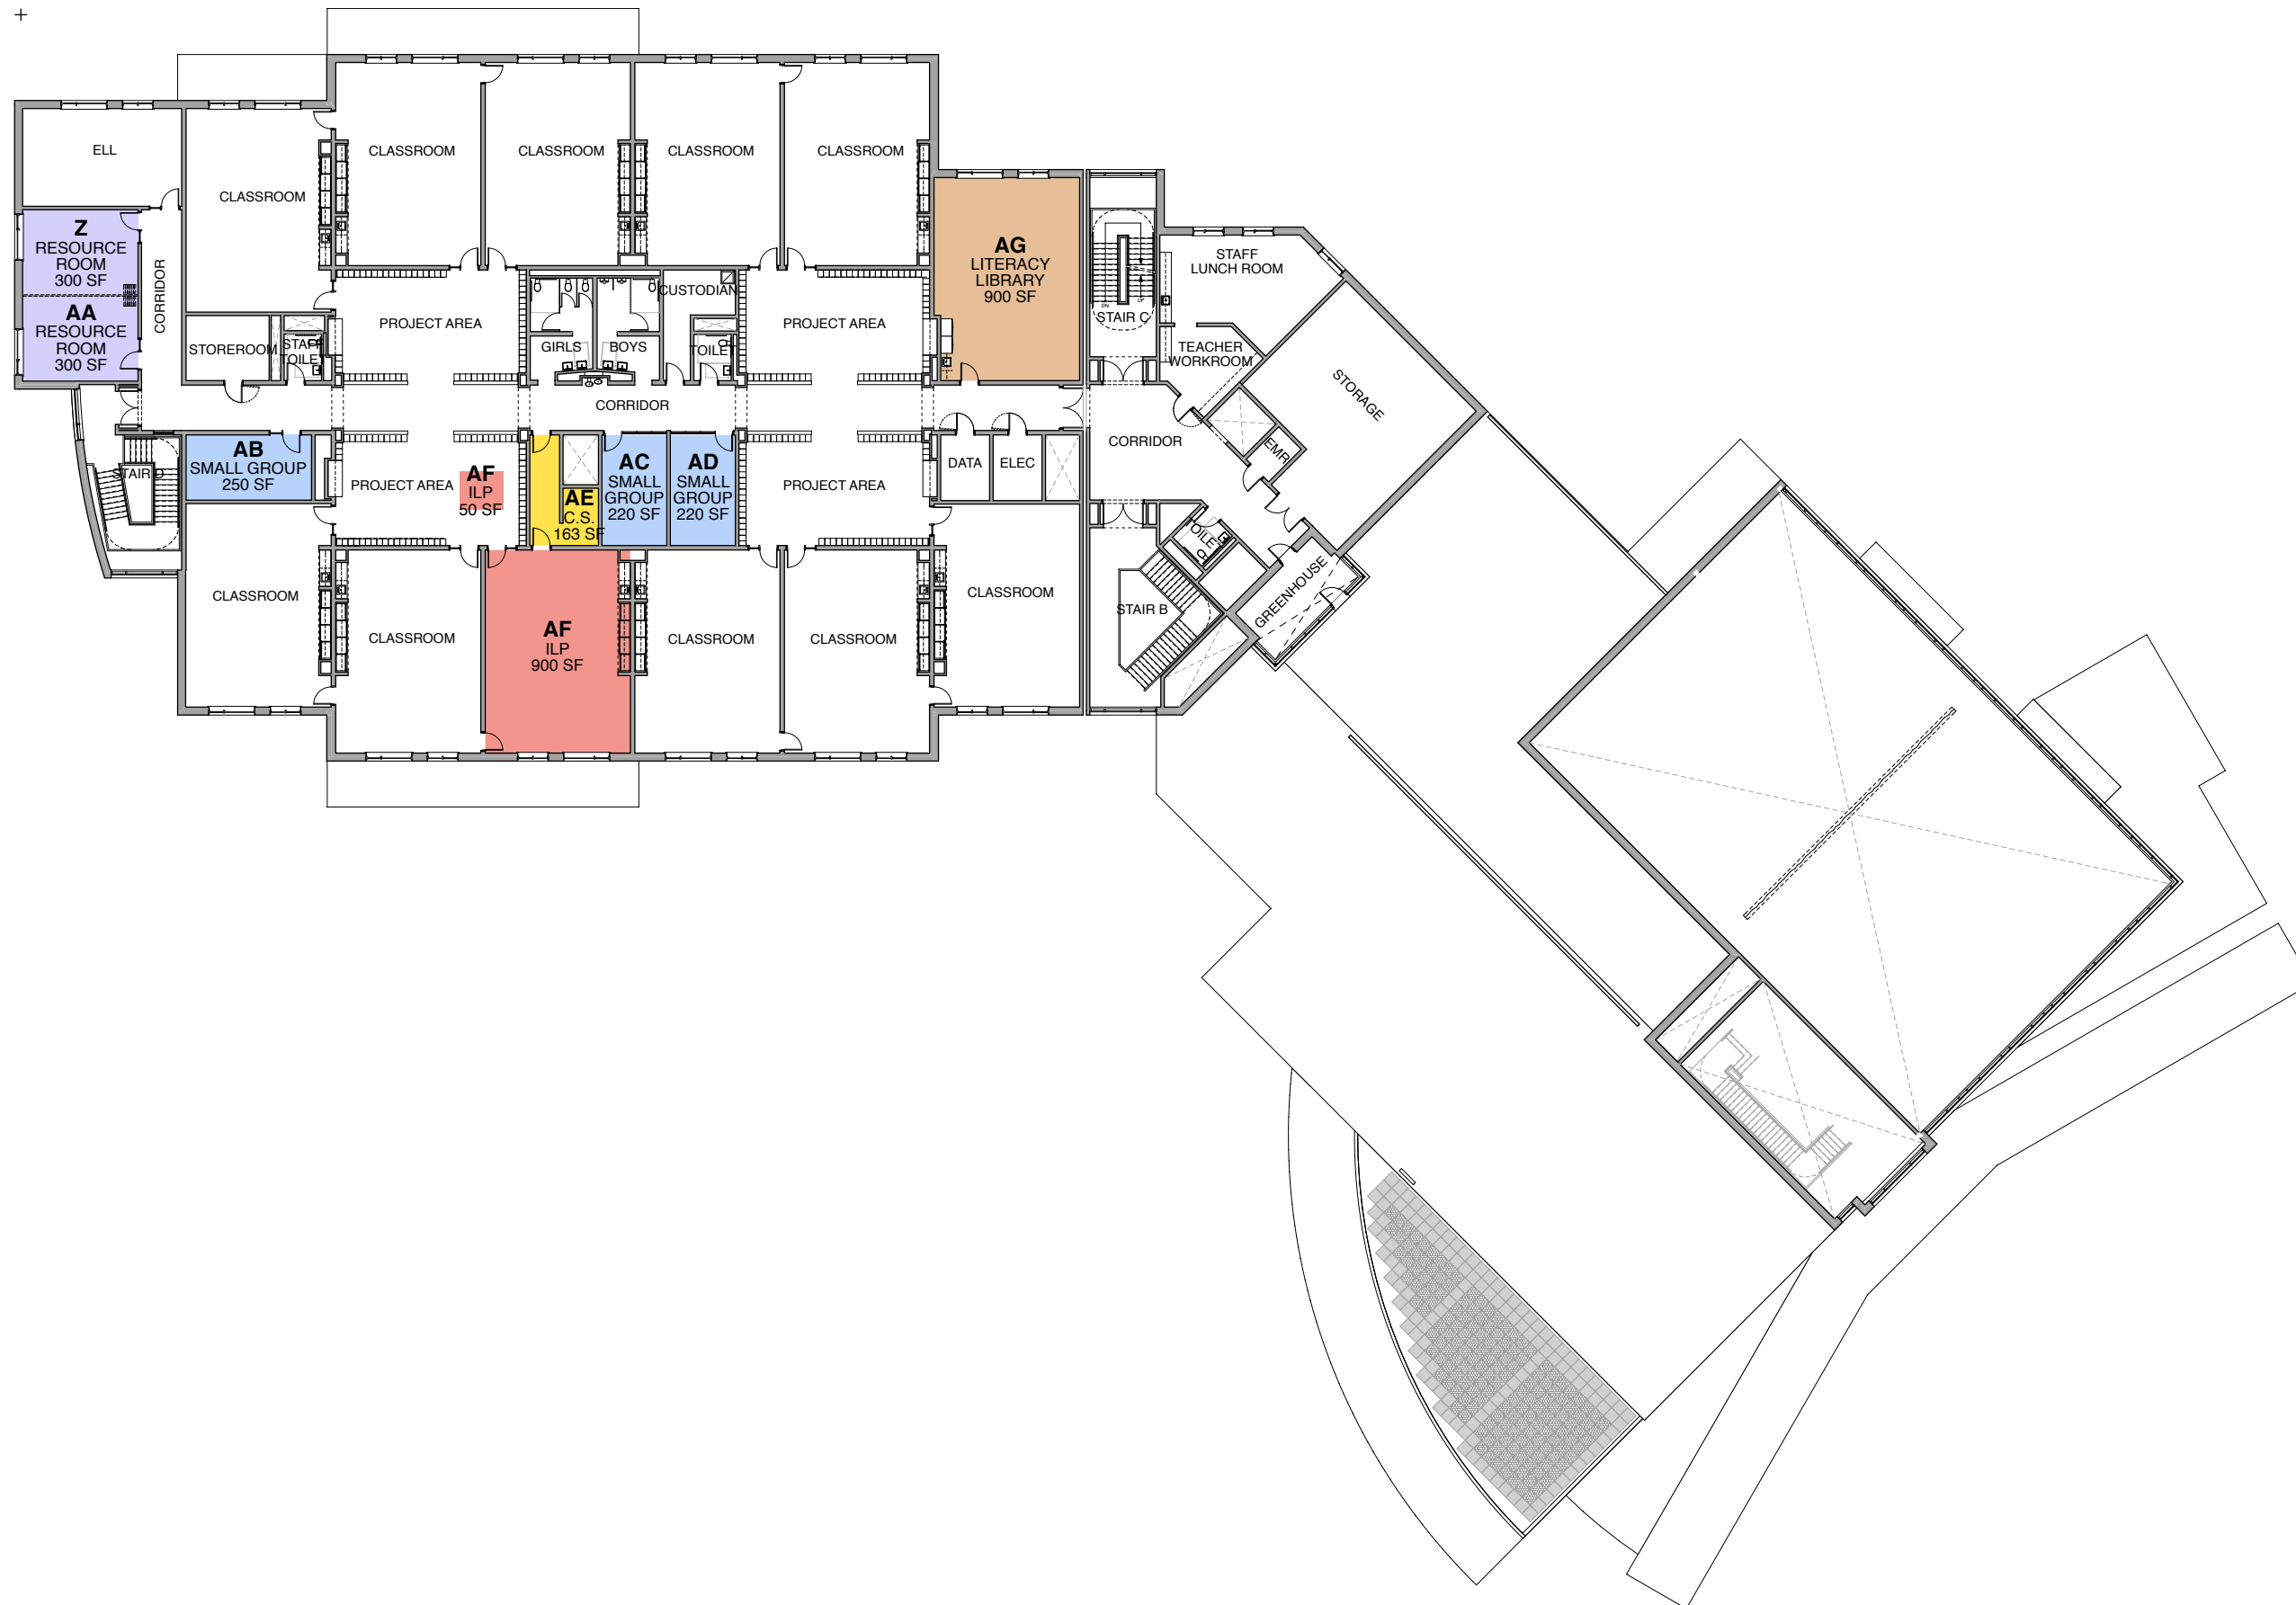 CLASSROOM
CLASSROOM
CLASSROOM
CLASSROOM
ELL
CLASSROOM
Z
RESOURCE
ROOM
300 SF
AA
RESOURCE
ROOM
300 SF
CORRIDOR
STOREROOM
STAFF
TOILET
PROJECT AREA
GIRLS
BOYS
CUSTODIAN
TOILET
PROJECT AREA
AG
LITERACY
LIBRARY
900 SF
STAIR C
STAFF
LUNCH ROOM
TEACHER
WORKROOM
STORAGE
CORRIDOR
CORRIDOR
EMR
STAIR D
AB
SMALL GROUP
250 SF
PROJECT AREA
AF
ILP
50 SF
AE
C.S.
163 SF
AC
SMALL
GROUP
220 SF
AD
SMALL
GROUP
220 SF
PROJECT AREA
DATA
ELEC
TOILET
GREENHOUSE
STAIR B
CLASSROOM
CLASSROOM
AF
ILP
900 SF
CLASSROOM
CLASSROOM
CLASSROOM